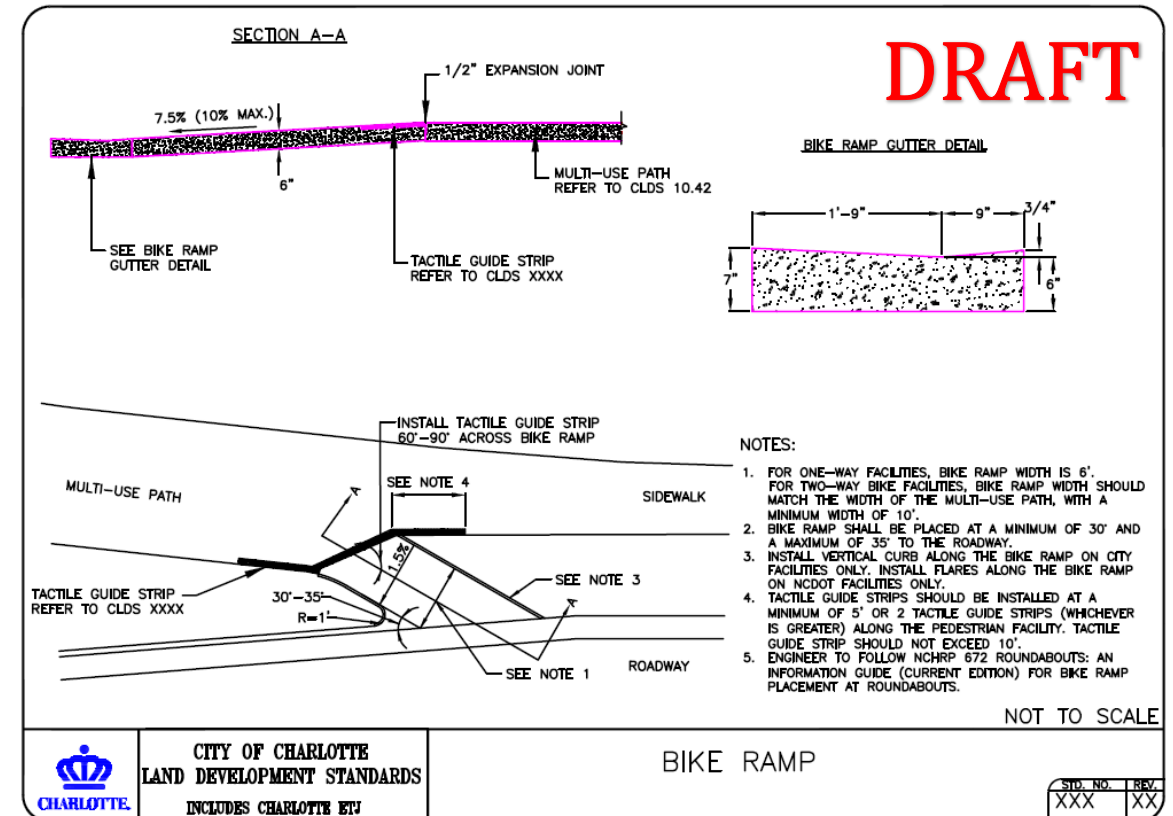 SECTION A-A
DRAFT
1/2" EXPANSION JOINT
7.5% (10% MAX.)
6"
MULTI-USE PATH
REFER TO CLDS 10.42
SEE BIKE RAMP
GUTTER DETAIL
TACTILE GUIDE STRIP
REFER TO CLDS XXXX
BIKE RAMP GUTTER DETAIL
1'-9"
9"
3/4"
7"
6"
INSTALL TACTILE GUIDE STRIP
60°-90° ACROSS BIKE RAMP
MULTI-USE PATH
A
SEE NOTE 4
SIDEWALK
1.5%
TACTILE GUIDE STRIP
REFER TO CLDS XXXX
30°-35°
R=1'
SEE NOTE 3
A
SEE NOTE 1
ROADWAY
NOTES:
1. FOR ONE-WAY FACILITIES, BIKE RAMP WIDTH IS 6'.
FOR TWO-WAY BIKE FACILITIES, BIKE RAMP WIDTH SHOULD
MATCH THE WIDTH OF THE MULTI-USE PATH, WITH A
MINIMUM WIDTH OF 10'.
2. BIKE RAMP SHALL BE PLACED AT A MINIMUM OF 30° AND
A MAXIMUM OF 35° TO THE ROADWAY.
3. INSTALL VERTICAL CURB ALONG THE BIKE RAMP ON CITY
FACILITIES ONLY. INSTALL FLARES ALONG THE BIKE RAMP
ON NCDOT FACILITIES ONLY.
4. TACTILE GUIDE STRIPS SHOULD BE INSTALLED AT A
MINIMUM OF 5' OR 2 TACTILE GUIDE STRIPS (WHICHEVER
IS GREATER) ALONG THE PEDESTRIAN FACILITY. TACTILE
GUIDE STRIP SHOULD NOT EXCEED 10'.
5. ENGINEER TO FOLLOW NCHRP 672 ROUNDABOUTS: AN
INFORMATION GUIDE (CURRENT EDITION) FOR BIKE RAMP
PLACEMENT AT ROUNDABOUTS.
NOT TO SCALE
CHARLOTTE.
CITY OF CHARLOTTE
LAND DEVELOPMENT STANDARDS
INCLUDES CHARLOTTE ETJ
BIKE RAMP
STD. NO. REV.
XXX XX